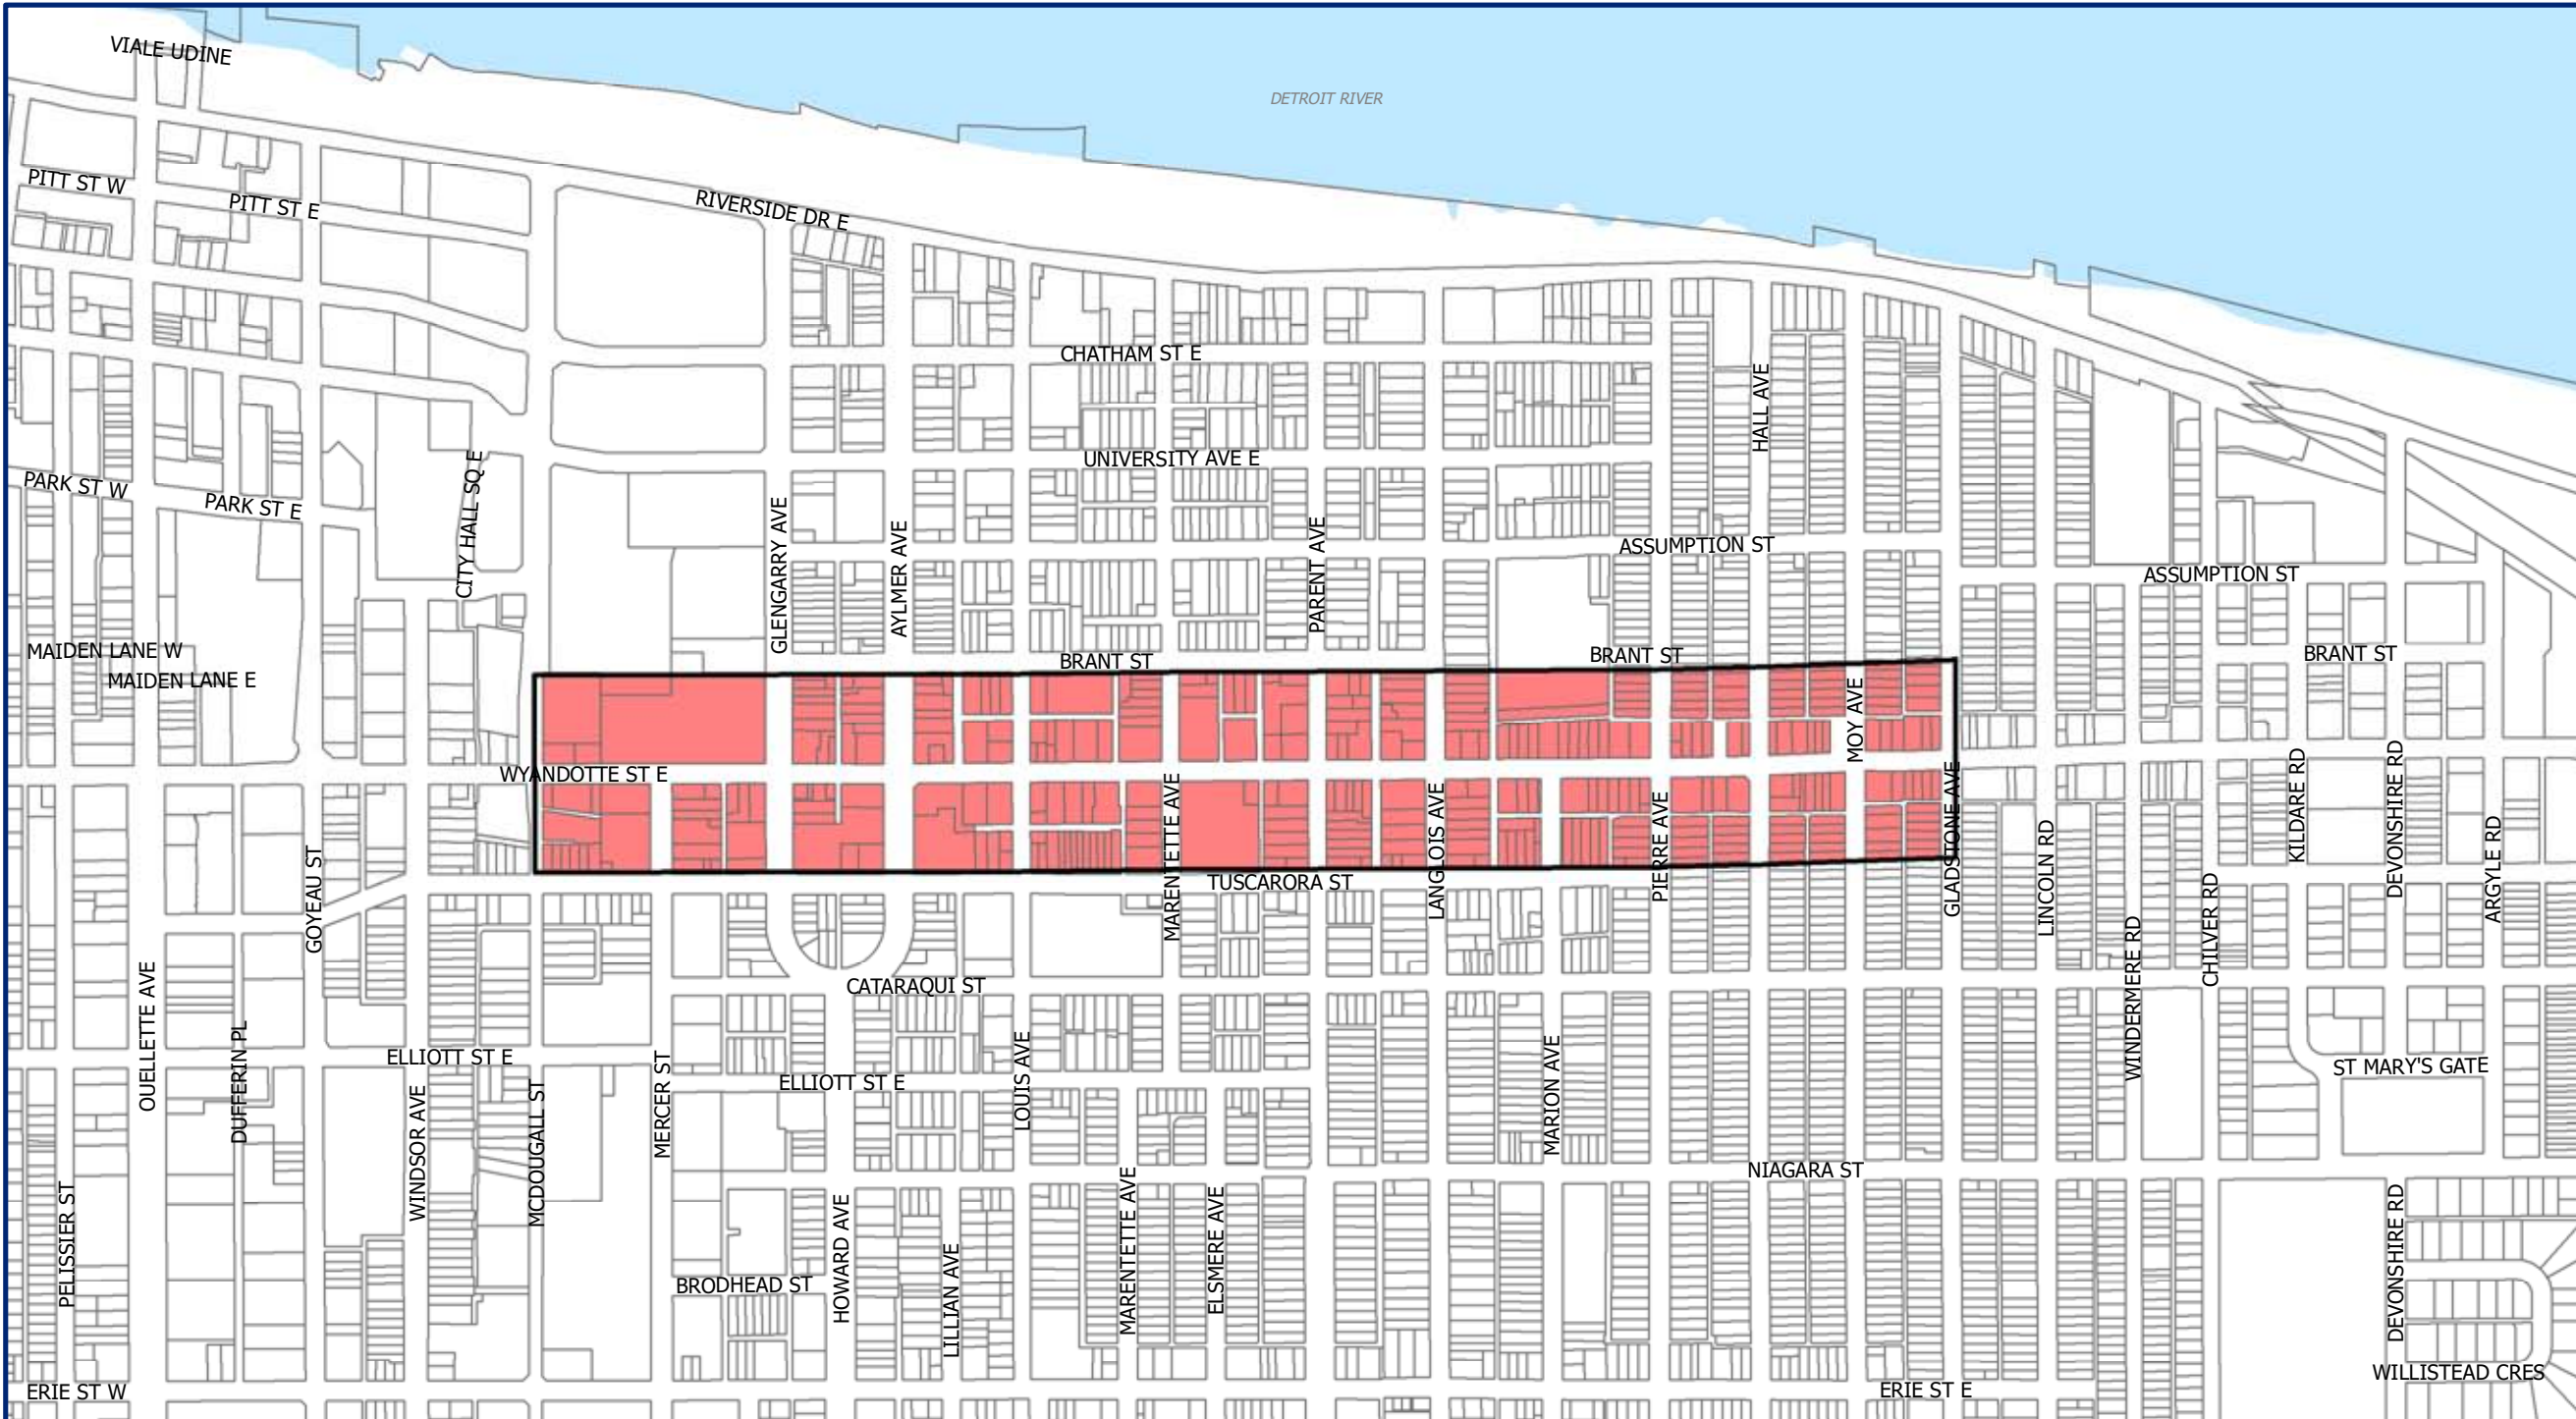 VIALE UDINE
DETROIT RIVER
PITT ST W
PITT ST E
RIVERSIDE DR E
CHATHAM ST E
HALL AVE
UNIVERSITY AVE E
PARK ST W
PARK ST E
CITY HALL SQ E
GLENGARRY AVE
AYLMER AVE
PARENT AVE
ASSUMPTION ST
ASSUMPTION ST
MAIDEN LANE W
MAIDEN LANE E
BRANT ST
BRANT ST
BRANT ST
MOY AVE
WYANDOTTE ST E
MARENTETTE AVE
LANGLOIS AVE
PIERRE AVE
GLADSTONE AVE
KILDARE RD
DEVONSHIRE RD
GOYEAU ST
LINCOLN RD
ARGYLE RD
TUSCARORA ST
CHILVER RD
WINDERMERE RD
OUELLETTE AVE
CATARAQUI ST
DUFFERIN PL
ELLIOTT ST E
ELLIOTT ST E
LOUIS AVE
MARION AVE
ST MARY'S GATE
WINDSOR AVE
MCDOUGALL ST
MERCER ST
NIAGARA ST
PELISSIER ST
HOWARD AVE
MARENTETTE AVE
ELSMERE AVE
DEVONSHIRE RD
LILLIAN AVE
BRODHEAD ST
WILLISTEAD CRES
ERIE ST W
ERIE ST E